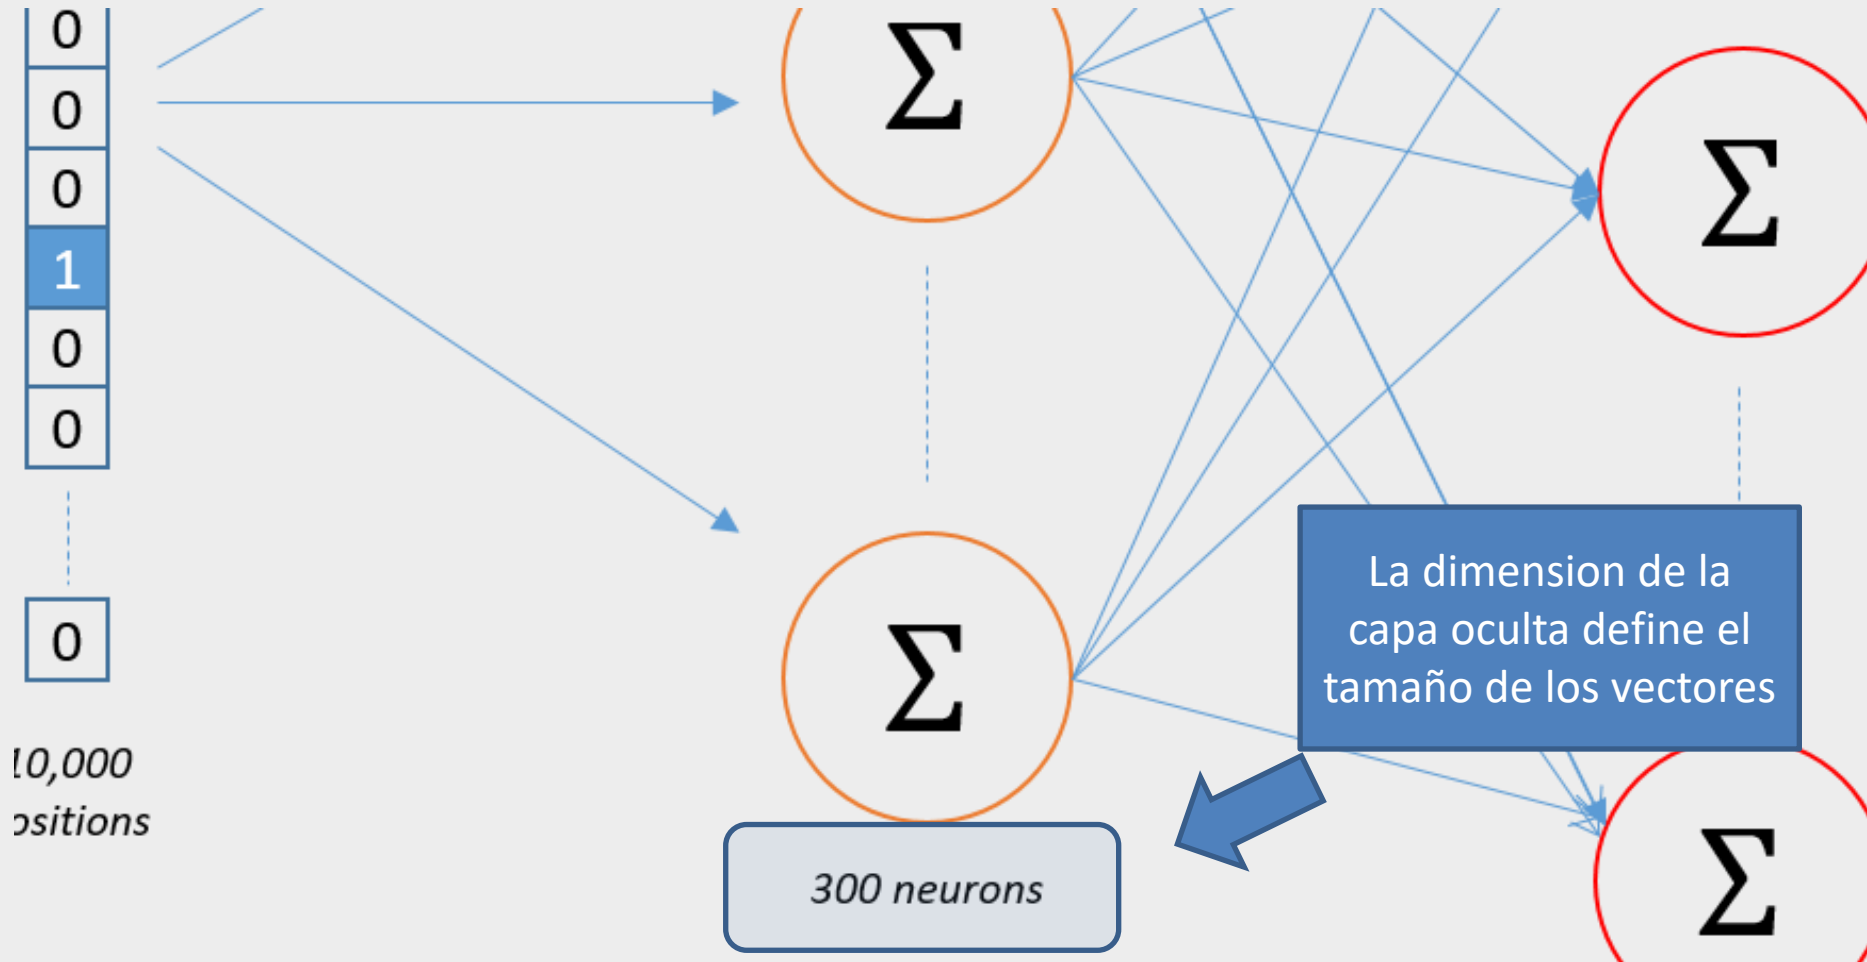 0
0
0
1
0
0
0
10,000
ositions
Σ
Σ
300 neurons
Σ
La dimension de la
capa oculta define el
tamaño de los vectores
Σ